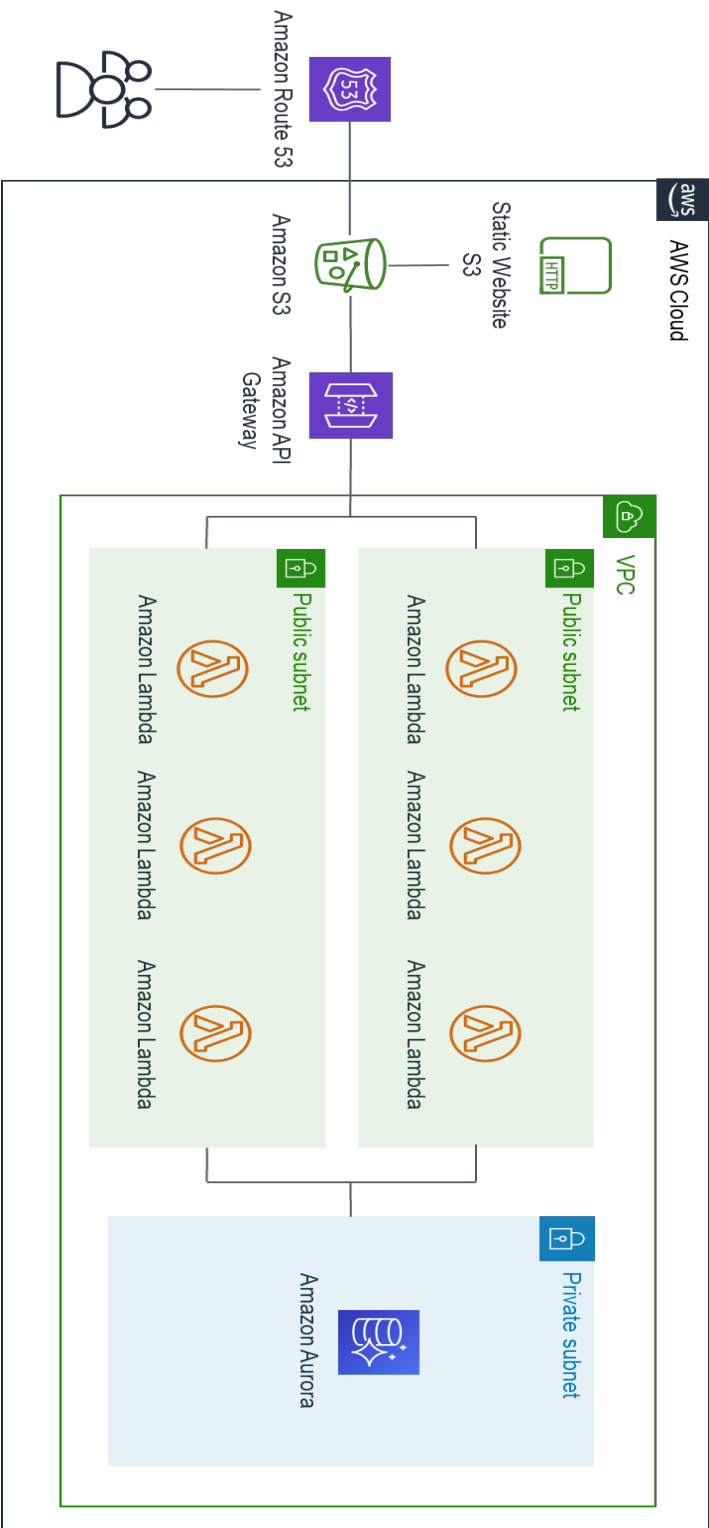 aws
AWS Cloud
Static Website
S3
HTTP
53
Amazon Route 53
Amazon S3
Amazon API
Gateway
VPC
Public subnet
Amazon Lambda
Amazon Lambda
Amazon Lambda
Public subnet
Amazon Lambda
Amazon Lambda
Amazon Lambda
Private subnet
Amazon Aurora